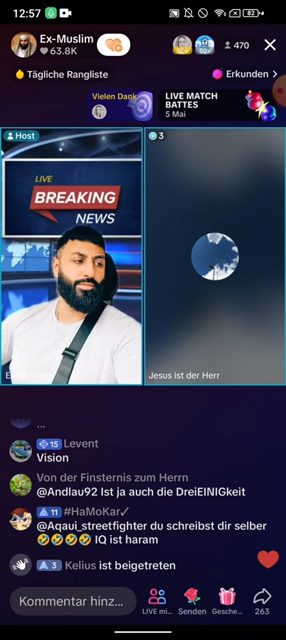 12:57
82
Ex-Muslim
63.8K
470
Tägliche Rangliste
Erkunden >
Vielen Dank
LIVE MATCH
BATTLES
5 Mai
Host
3
LIVE
BREAKING
NEWS
Jesus ist der Herr
...
15 Levent
Vision
Von der Finsternis zum Herrn
@Andlau92 Ist ja auch die DreiEINIGkeit
11 #HaMoKar✓
@Aqaui_streetfighter du schreibst dir selber
🤣🤣🤣🤣 IQ ist haram
3 Kelius ist beigetreten
Kommentar hinz...
LIVE mi...
Senden
Gesche...
263